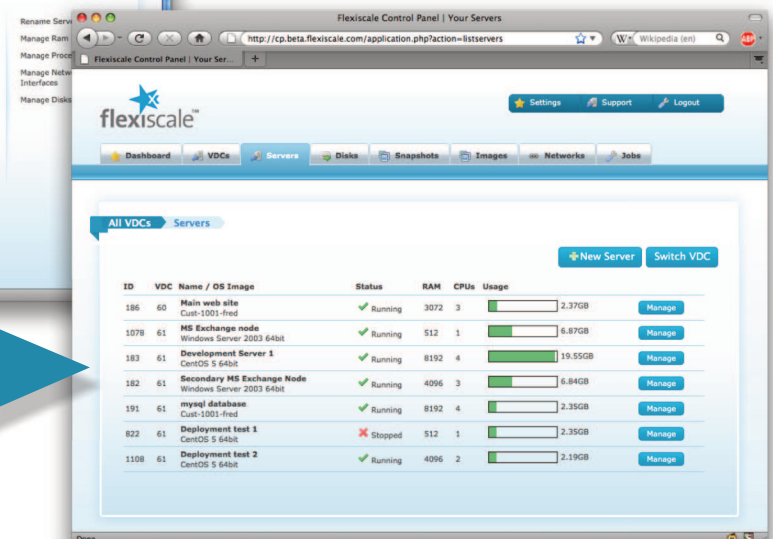 Rename Serv
Manage Ram
Manage Proce
Manage Netw
Interfaces
Manage Disks
Flexiscale Control Panel | Your Servers
http://cp.beta.flexiscale.com/application.php?action=listservers
Wikipedia (en)
ABP
Flexiscale Control Panel | Your Ser...
+
flexiscale™
Settings Support Logout
Dashboard VDCs Servers Disks Snapshots Images Networks Jobs
All VDCs Servers
New Server Switch VDC
ID VDC Name / OS Image Status RAM CPUs Usage
186 60 Main web site Running 3072 3 2.37GB Manage
Cust-1001-fred
1078 61 MS Exchange node Running 512 1 6.87GB Manage
Windows Server 2003 64bit
183 61 Development Server 1 Running 8192 4 19.55GB Manage
CentOS 5 64bit
182 61 Secondary MS Exchange Node Running 4096 3 6.84GB Manage
Windows Server 2003 64bit
191 61 mysql database Running 8192 4 2.35GB Manage
Cust-1001-fred
822 61 Deployment test 1 Stopped 512 1 2.35GB Manage
CentOS 5 64bit
1108 61 Deployment test 2 Running 4096 2 2.19GB Manage
CentOS 5 64bit
Done